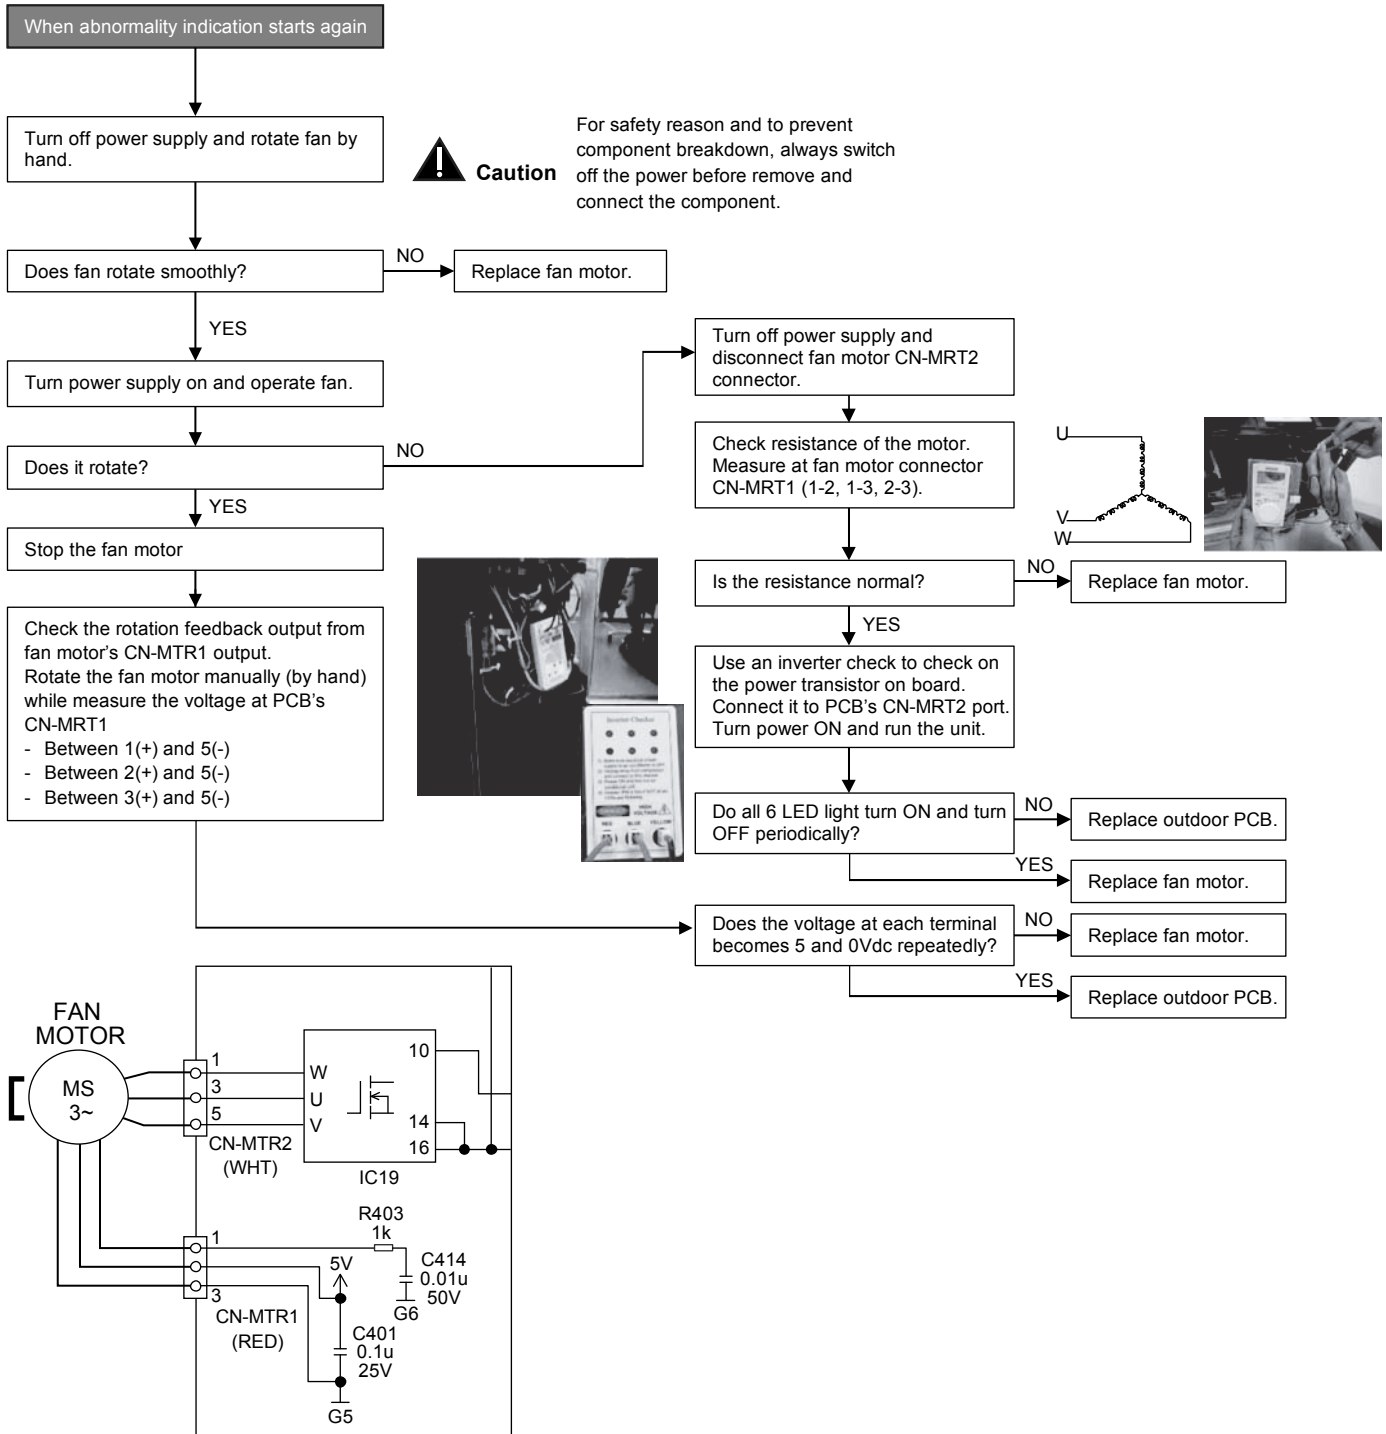 When abnormality indication starts again
Turn off power supply and rotate fan by
hand.
Caution
For safety reason and to prevent
component breakdown, always switch
off the power before remove and
connect the component.
Does fan rotate smoothly?
NO
Replace fan motor.
YES
Turn power supply on and operate fan.
Does it rotate?
NO
YES
Stop the fan motor
Check the rotation feedback output from
fan motor's CN-MTR1 output.
Rotate the fan motor manually (by hand)
while measure the voltage at PCB's
CN-MRT1
- Between 1(+) and 5(-)
- Between 2(+) and 5(-)
- Between 3(+) and 5(-)
Turn off power supply and
disconnect fan motor CN-MRT2
connector.
Check resistance of the motor.
Measure at fan motor connector
CN-MRT1 (1-2, 1-3, 2-3).
U
V
W
Is the resistance normal?
NO
Replace fan motor.
YES
Use an inverter check to check on
the power transistor on board.
Connect it to PCB's CN-MRT2 port.
Turn power ON and run the unit.
Inverter Checker
HIGH
VOLTAGE
RED BLUE YELLOW
Do all 6 LED light turn ON and turn
OFF periodically?
NO
Replace outdoor PCB.
YES
Replace fan motor.
Does the voltage at each terminal
becomes 5 and 0Vdc repeatedly?
NO
Replace fan motor.
YES
Replace outdoor PCB.
FAN
MOTOR
MS
3~
1
3
5
CN-MTR2
(WHT)
W
U
V
10
14
16
IC19
1
3
CN-MTR1
(RED)
R403
1k
5V
C414
0.01u
50V
G6
C401
0.1u
25V
G5